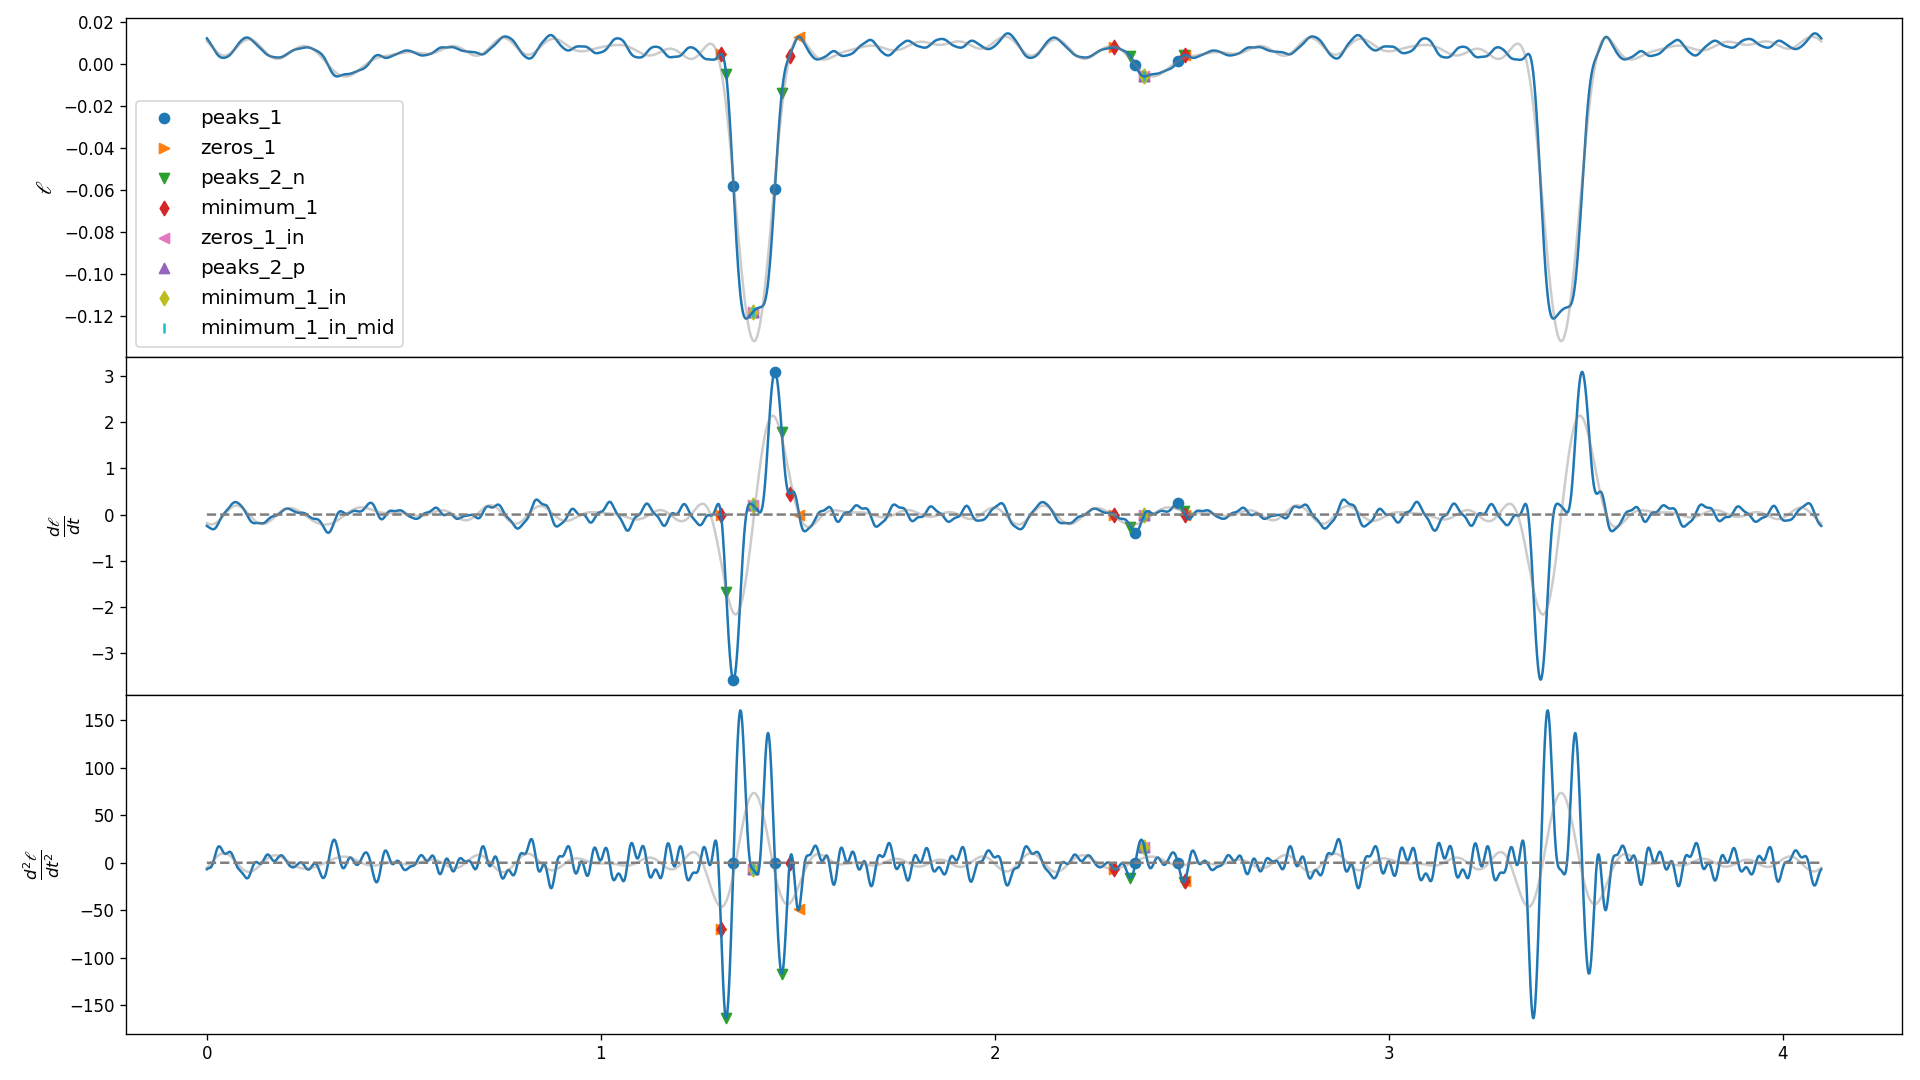 0.02
0.00
−0.02
−0.04
−0.06
−0.08
−0.10
−0.12
ℓ
peaks_1
zeros_1
peaks_2_n
minimum_1
zeros_1_in
peaks_2_p
minimum_1_in
minimum_1_in_mid
3
2
1
0
−1
−2
−3
dℓ
dt
150
100
50
0
−50
−100
−150
d²ℓ
dt²
0 1 2 3 4